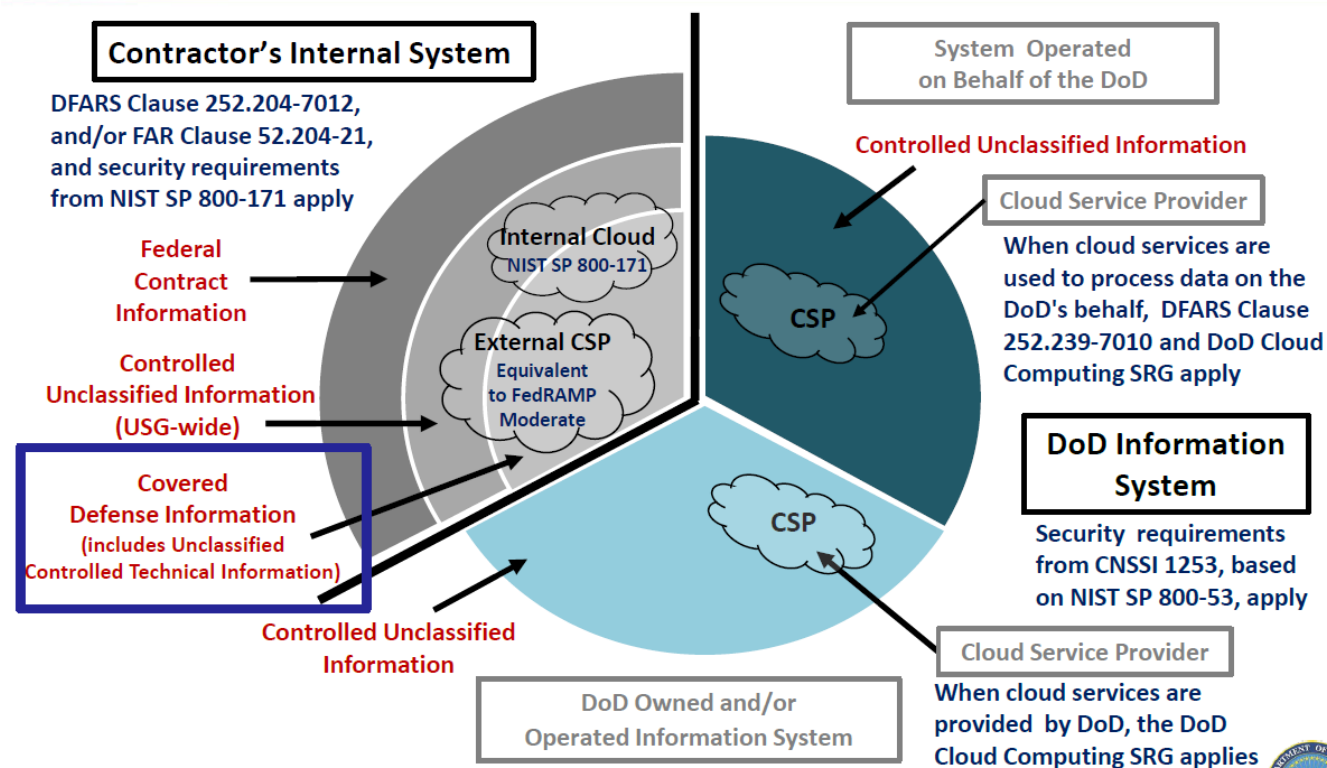 Contractor's Internal System
DFARS Clause 252.204-7012,
and/or FAR Clause 52.204-21,
and security requirements
from NIST SP 800-171 apply
Federal
Contract
Information
Controlled
Unclassified Information
(USG-wide)
Covered
Defense Information
(includes Unclassified
Controlled Technical Information)
Internal Cloud
NIST SP 800-171
External CSP
Equivalent
to FedRAMP
Moderate
System Operated
on Behalf of the DoD
Controlled Unclassified Information
Cloud Service Provider
When cloud services are
used to process data on the
DoD's behalf, DFARS Clause
252.239-7010 and DoD Cloud
Computing SRG apply
CSP
DoD Information
System
Security requirements
from CNSSI 1253, based
on NIST SP 800-53, apply
CSP
Controlled Unclassified
Information
DoD Owned and/or
Operated Information System
Cloud Service Provider
When cloud services are
provided by DoD, the DoD
Cloud Computing SRG applies